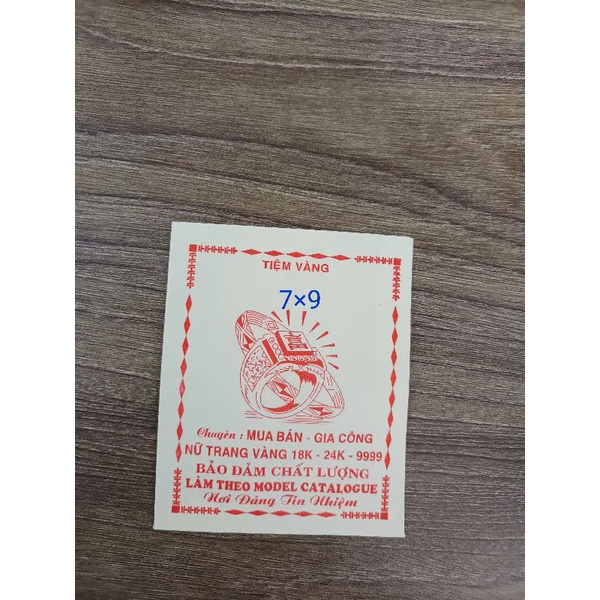 TIỆM VÀNG
7×9
Chuyên : MUA BÁN - GIA CÔNG
NỮ TRANG VÀNG 18K - 24K - 9999
BẢO ĐẢM CHẤT LƯỢNG
LÀM THEO MODEL CATALOGUE
Nơi Đáng Tín Nhiệm